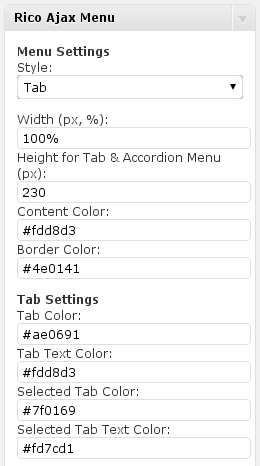 Rico Ajax Menu
Menu Settings
Style:
Tab
Width (px, %):
100%
Height for Tab & Accordion Menu
(px):
230
Content Color:
#fdd8d3
Border Color:
#4e0141
Tab Settings
Tab Color:
#ae0691
Tab Text Color:
#fdd8d3
Selected Tab Color:
#7f0169
Selected Tab Text Color:
#fd7cd1